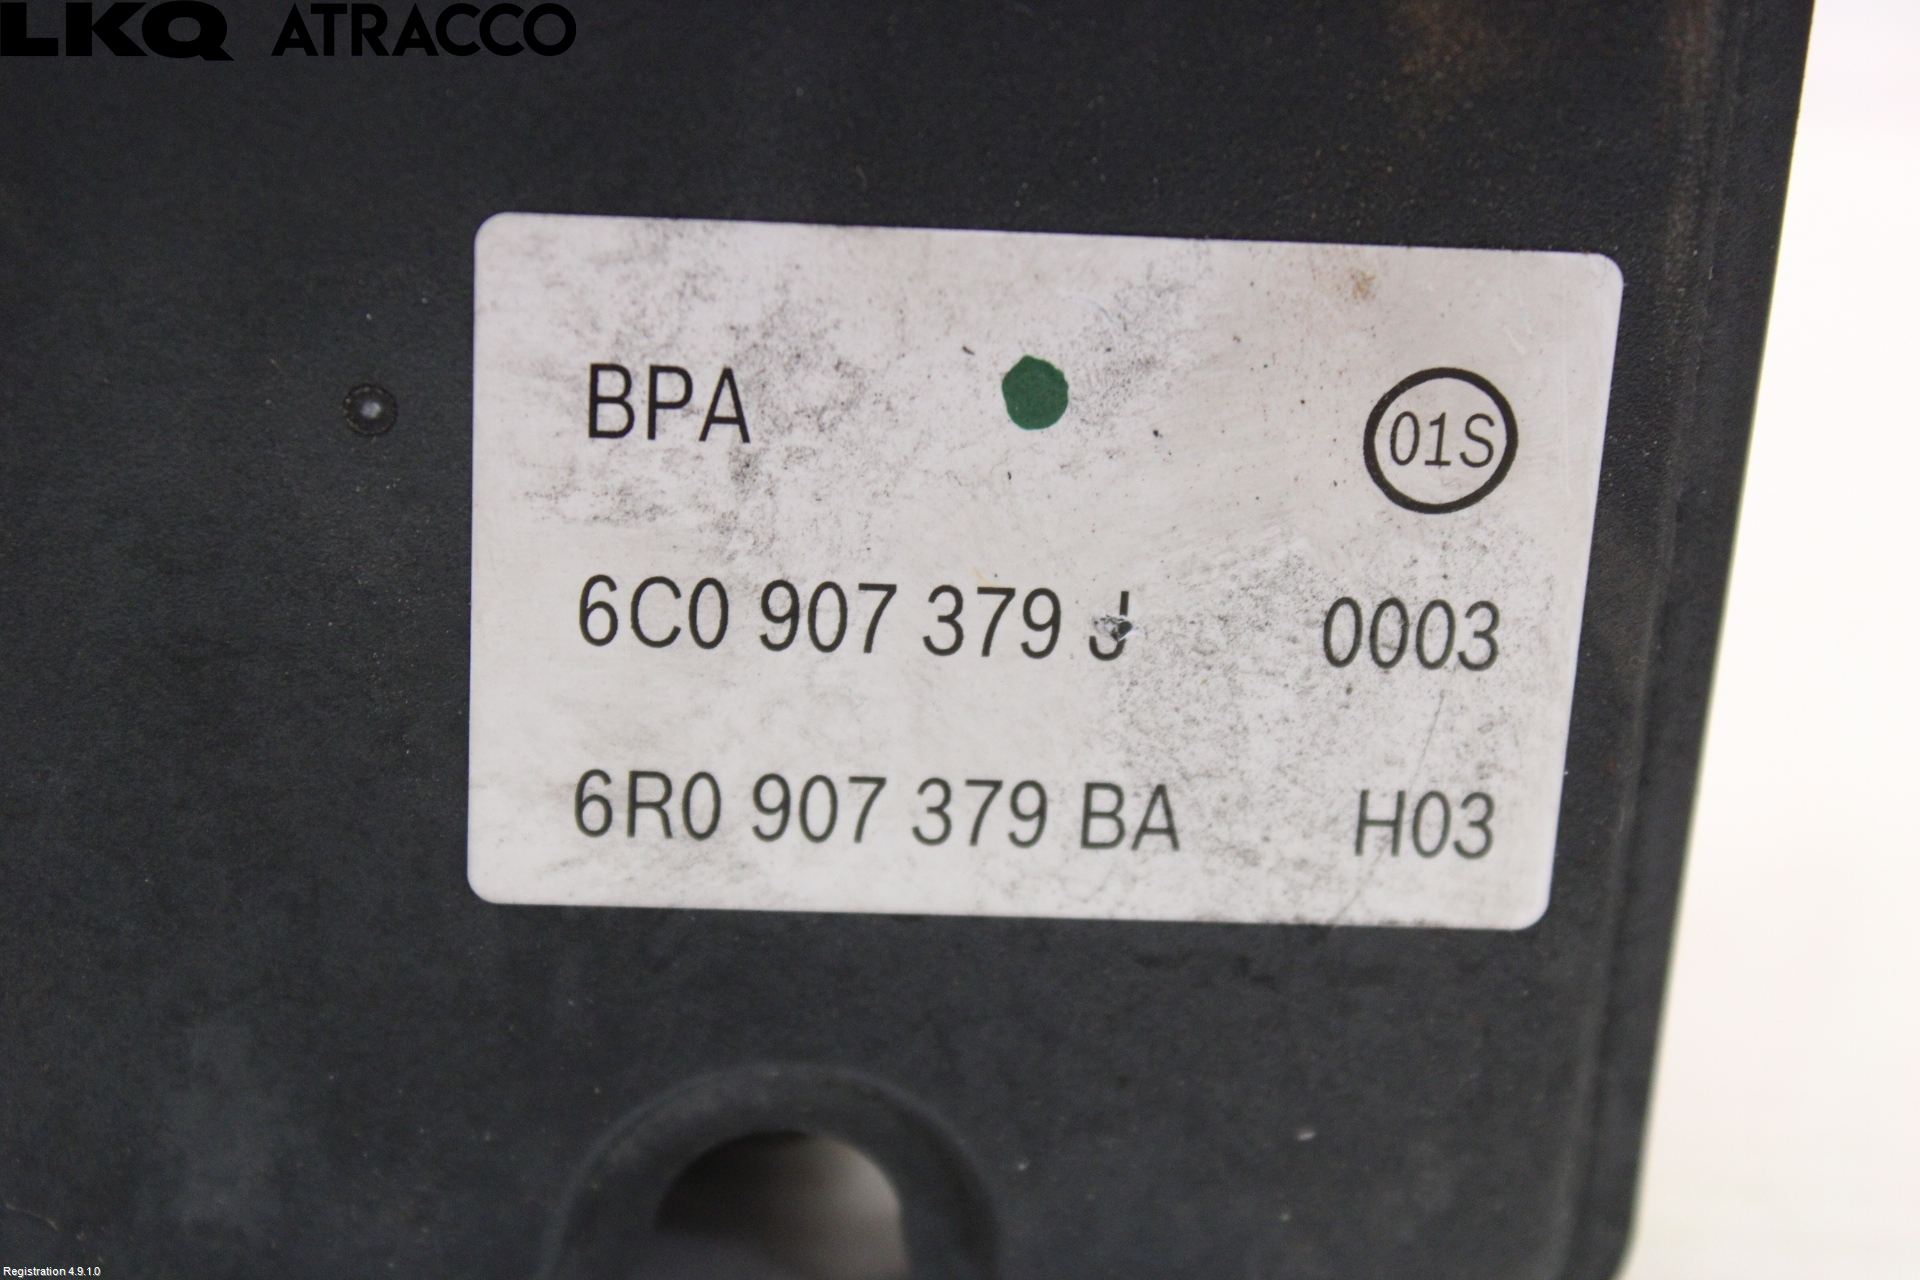 LKQ ATRACCO
BPA 01S
6C0 907 379 J 0003
6R0 907 379 BA H03
Registration 4.9.1.0